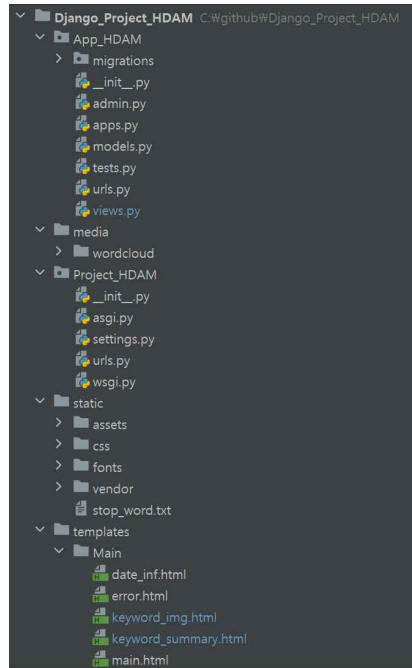 Django_Project_HDAM C:₩github₩Django_Project_HDAM
App_HDAM
migrations
__init__.py
admin.py
apps.py
models.py
tests.py
urls.py
views.py
media
wordcloud
Project_HDAM
__init__.py
asgi.py
settings.py
urls.py
wsgi.py
static
assets
css
fonts
vendor
stop_word.txt
templates
Main
date_inf.html
error.html
keyword_img.html
keyword_summary.html
main.html